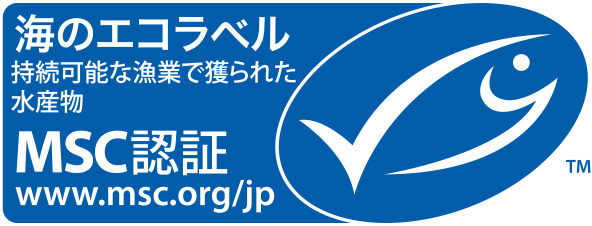 海のエコラベル
持続可能な漁業で獲られた
水産物
MSC認証
www.msc.org/jp
TM